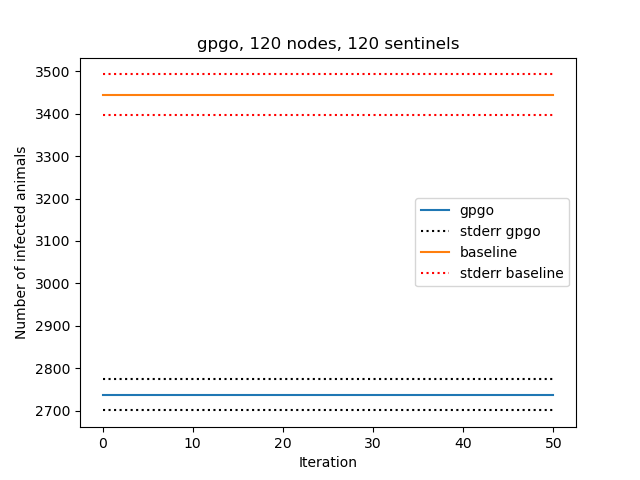 gpgo, 120 nodes, 120 sentinels
Number of infected animals
3500
3400
3300
3200
3100
3000
2900
2800
2700
gpgo
stderr gpgo
baseline
stderr baseline
0 10 20 30 40 50
Iteration